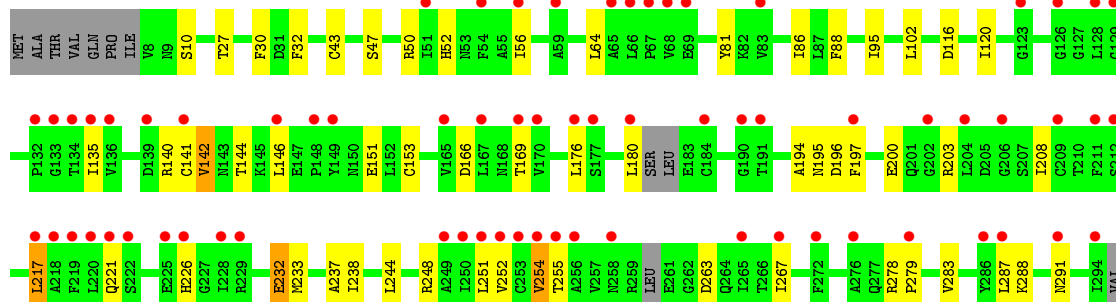 MET ALA THR VAL GLN PRO ILE V8 N9 S10 T27 F30 D31 F32 C43 S47 R50 I51 H52 N53 F54 A55 I56 A59 L64 A65 L66 P67 V68 E69 Y81 K82 V83 I86 L87 F88 I95 L102 D116 I120 G123 G126 G127 L128 G129
P132 G133 T134 I135 V136 D139 R140 C141 V142 N143 T144 K145 L146 E147 P148 Y149 N150 E151 L152 C153 V165 D166 L167 N168 T169 V170 L176 S177 L180 SER LEU E183 C184 G190 T191 A194 N195 D196 F197 E200 Q201 G202 R203 L204 D205 G206 S207 I208 C209 T210 F211 S212
L217 A218 F219 L220 Q221 S222 E225 H226 G227 I228 R229 E232 M233 A237 I238 L244 R248 A249 I250 L251 V252 C253 V254 T255 A256 V257 N258 R259 LEU E261 G262 D263 Q264 I265 T266 I267 F272 A276 Q277 R278 P279 V283 Y286 L287 K288 N291 I294